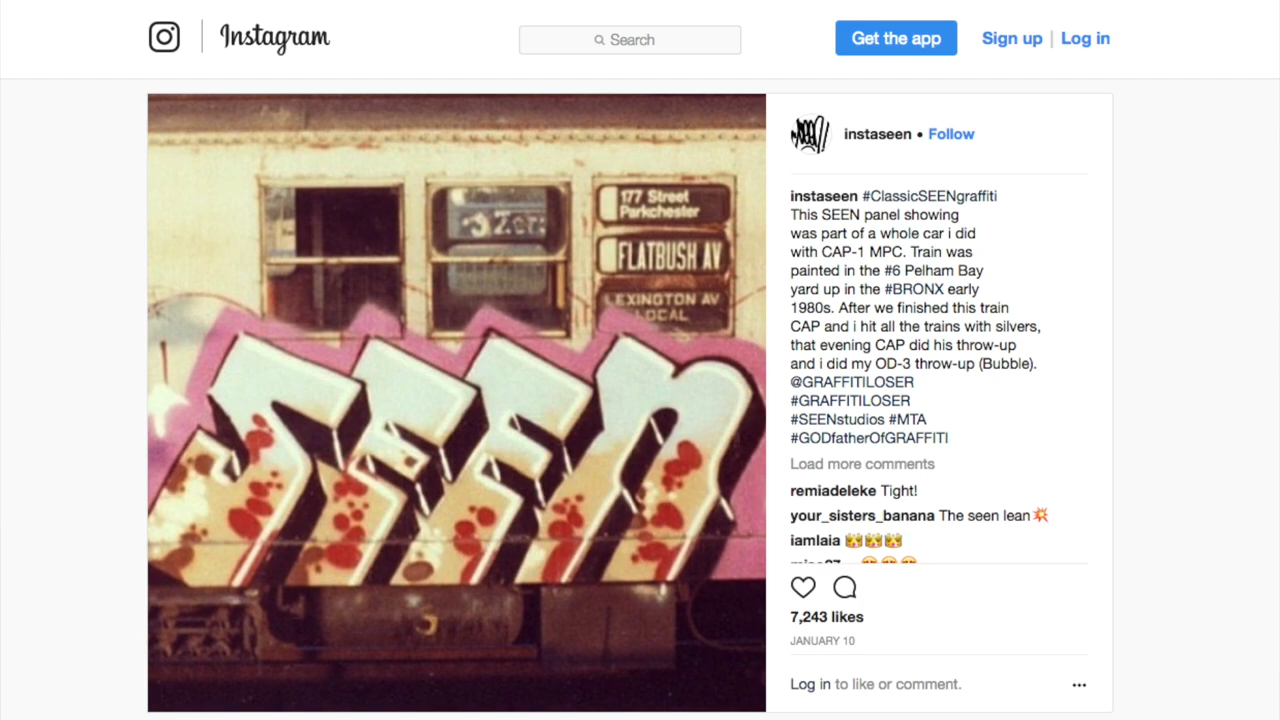 Instagram
Search
Get the app
Sign up | Log in
177 Street
Parkchester
FLATBUSH AV
LEXINGTON AV
LOCAL
SEEN
instaseen • Follow
instaseen #ClassicSEENgraffiti
This SEEN panel showing
was part of a whole car i did
with CAP-1 MPC. Train was
painted in the #6 Pelham Bay
yard up in the #BRONX early
1980s. After we finished this train
CAP and i hit all the trains with silvers,
that evening CAP did his throw-up
and i did my OD-3 throw-up (Bubble).
@GRAFFITILOSER
#GRAFFITILOSER
#SEENstudios #MTA
#GODfatherOfGRAFFITI
Load more comments
remiadeleke Tight!
your_sisters_banana The seen lean💥
iamlaia 👑👑👑
7,243 likes
JANUARY 10
Log in to like or comment.